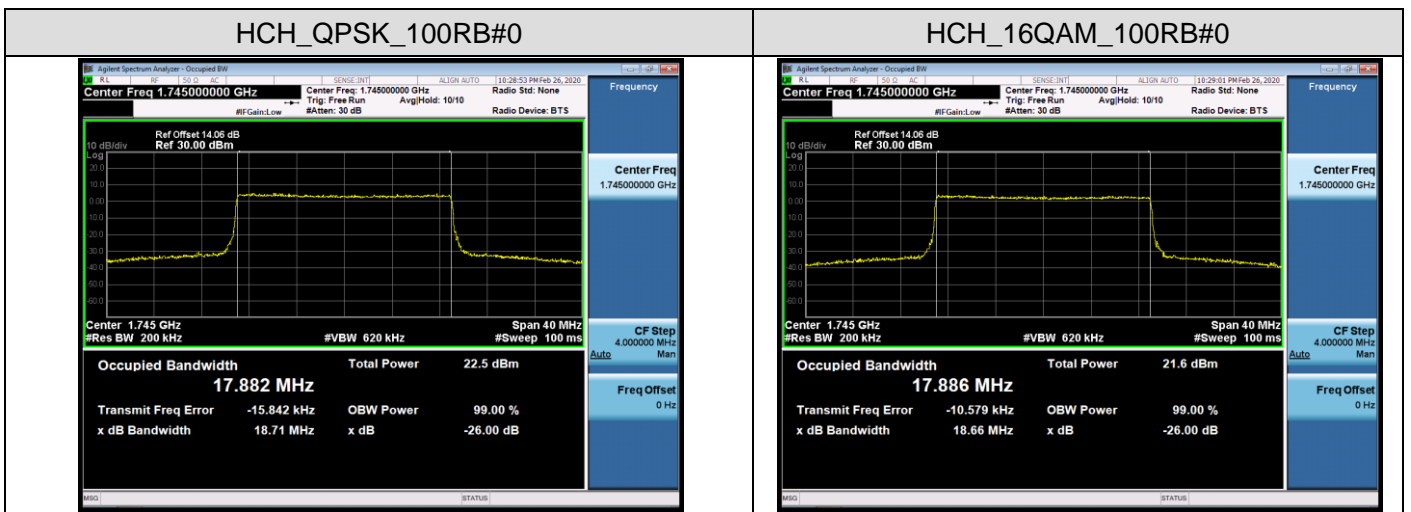 HCH_QPSK_100RB#0
Agilent Spectrum Analyzer - Occupied BW
RL RF 50 Ω AC SENSE:INT ALIGN AUTO 10:28:53 PM Feb 26, 2020
Center Freq 1.745000000 GHz
Center Freq: 1.745000000 GHz
Radio Std: None
Trig: Free Run Avg|Hold: 10/10
#IFGain:Low #Atten: 30 dB Radio Device: BTS
Ref Offset 14.06 dB
10 dB/div Ref 30.00 dBm
Log
20.0
10.0
0.00
-10.0
-20.0
-30.0
-40.0
-50.0
-60.0
Center 1.745 GHz Span 40 MHz
#Res BW 200 kHz #VBW 620 kHz #Sweep 100 ms
Occupied Bandwidth Total Power 22.5 dBm
17.882 MHz
Transmit Freq Error -15.842 kHz OBW Power 99.00 %
x dB Bandwidth 18.71 MHz x dB -26.00 dB
MSG STATUS
Frequency
Center Freq
1.745000000 GHz
CF Step
4.000000 MHz
Auto Man
Freq Offset
0 Hz
HCH_16QAM_100RB#0
Agilent Spectrum Analyzer - Occupied BW
RL RF 50 Ω AC SENSE:INT ALIGN AUTO 10:29:01 PM Feb 26, 2020
Center Freq 1.745000000 GHz
Center Freq: 1.745000000 GHz
Radio Std: None
Trig: Free Run Avg|Hold: 10/10
#IFGain:Low #Atten: 30 dB Radio Device: BTS
Ref Offset 14.06 dB
10 dB/div Ref 30.00 dBm
Log
20.0
10.0
0.00
-10.0
-20.0
-30.0
-40.0
-50.0
-60.0
Center 1.745 GHz Span 40 MHz
#Res BW 200 kHz #VBW 620 kHz #Sweep 100 ms
Occupied Bandwidth Total Power 21.6 dBm
17.886 MHz
Transmit Freq Error -10.579 kHz OBW Power 99.00 %
x dB Bandwidth 18.66 MHz x dB -26.00 dB
MSG STATUS
Frequency
Center Freq
1.745000000 GHz
CF Step
4.000000 MHz
Auto Man
Freq Offset
0 Hz